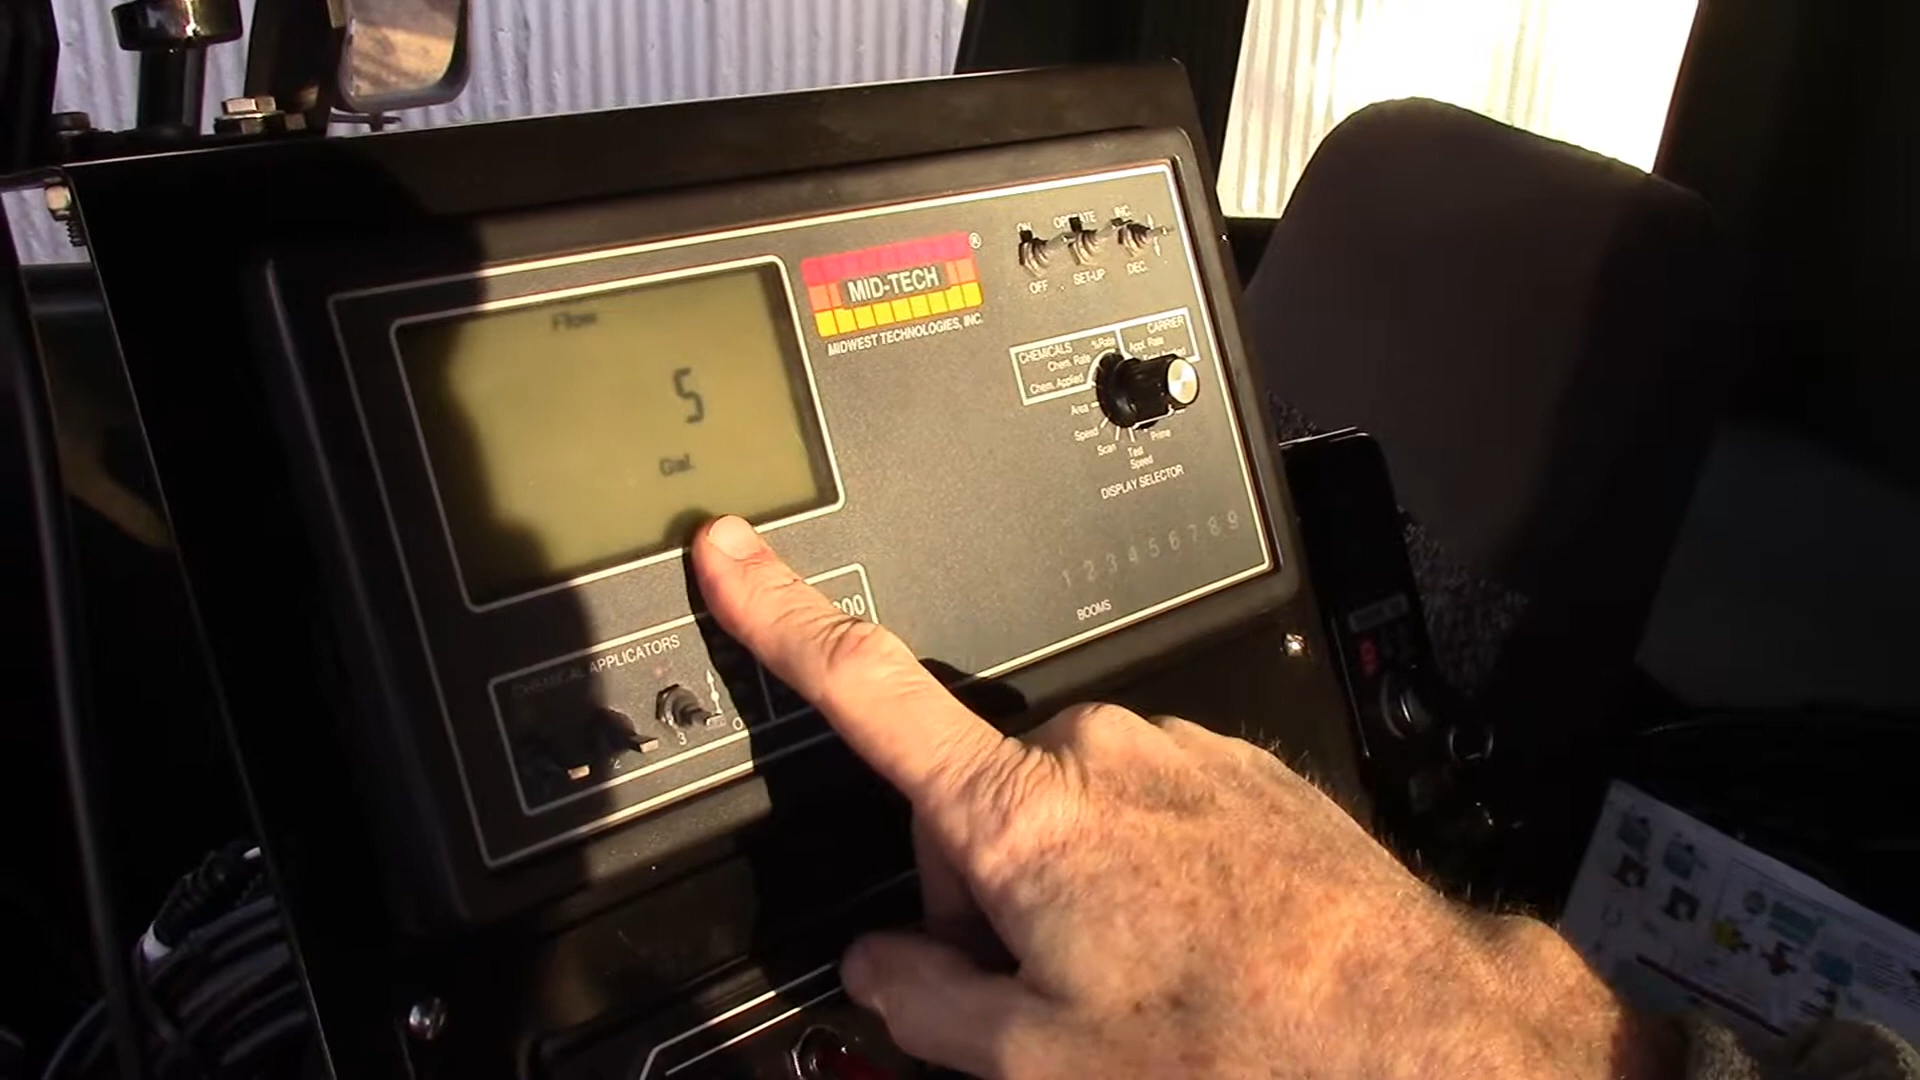 Flow
5
Gal.
MID-TECH
®
MIDWEST TECHNOLOGIES, INC.
OPERATE
INC.
OFF
SET-UP
DEC.
CHEMICALS
%Rate
Chem. Rate
Chem. Applied
CARRIER
Appl. Rate
Area
Speed
Scan
Test
Speed
Prime
DISPLAY SELECTOR
1 2 3 4 5 6 7 8 9
BOOMS
CHEMICAL APPLICATORS
2
3